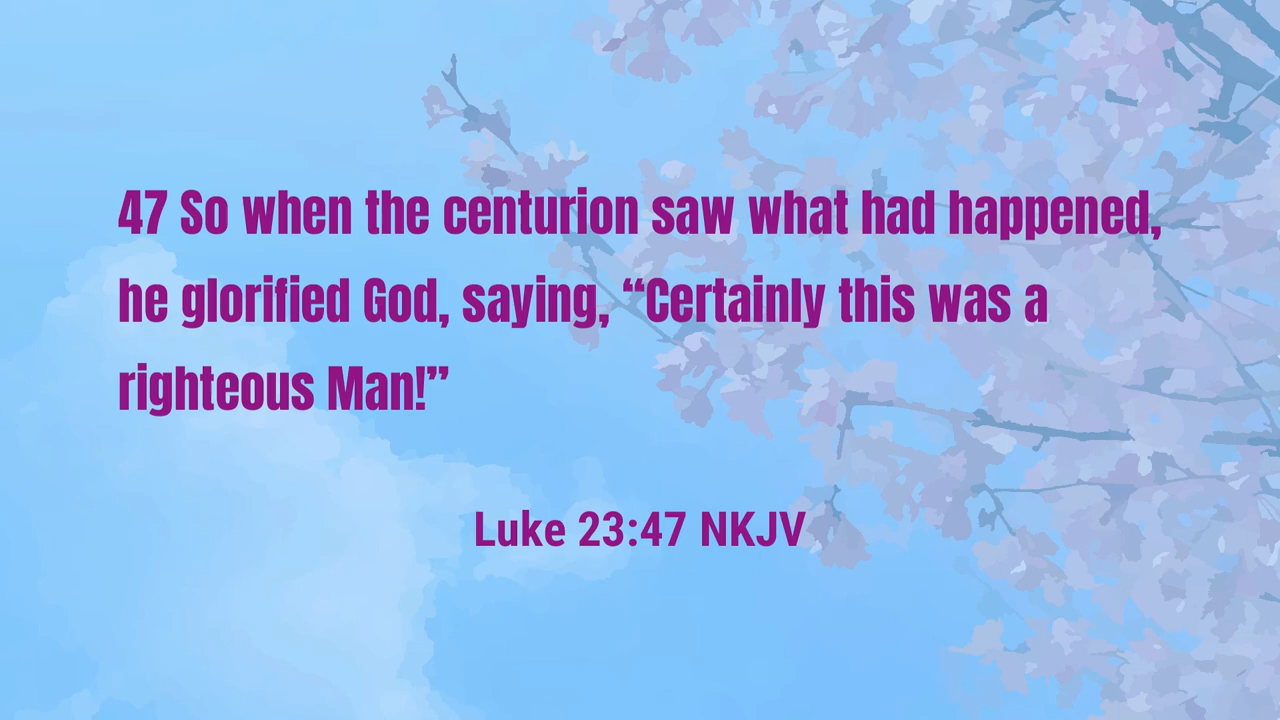 47 So when the centurion saw what had happened,
he glorified God, saying, “Certainly this was a
righteous Man!”
Luke 23:47 NKJV